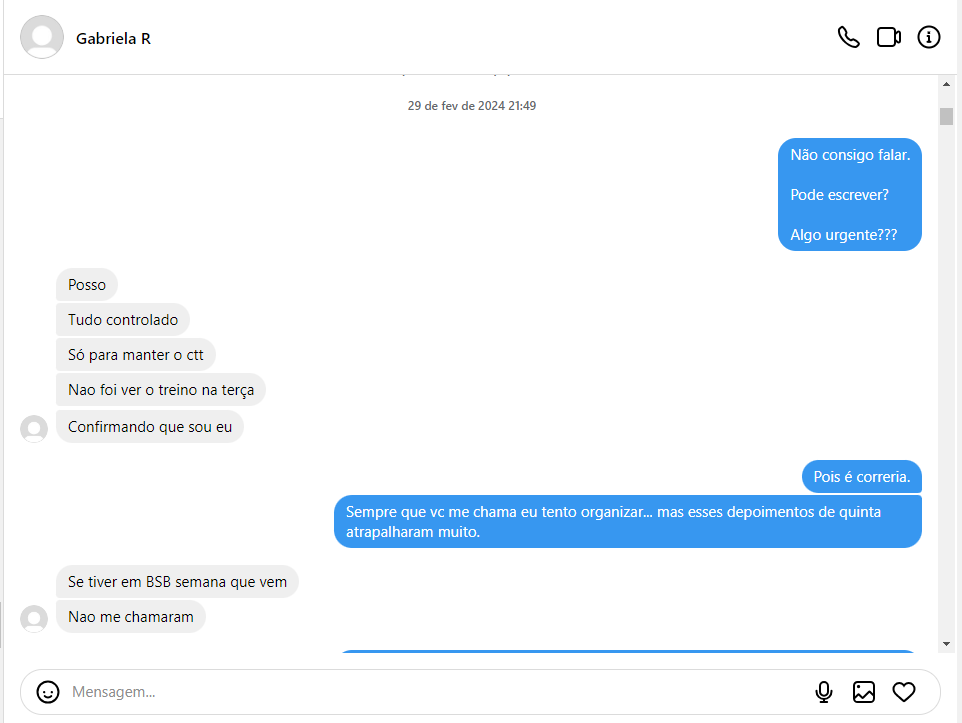 Gabriela R
29 de fev de 2024 21:49
Não consigo falar.
Pode escrever?
Algo urgente???
Posso
Tudo controlado
Só para manter o ctt
Nao foi ver o treino na terça
Confirmando que sou eu
Pois é correria.
Sempre que vc me chama eu tento organizar... mas esses depoimentos de quinta
atrapalharam muito.
Se tiver em BSB semana que vem
Nao me chamaram
Mensagem...